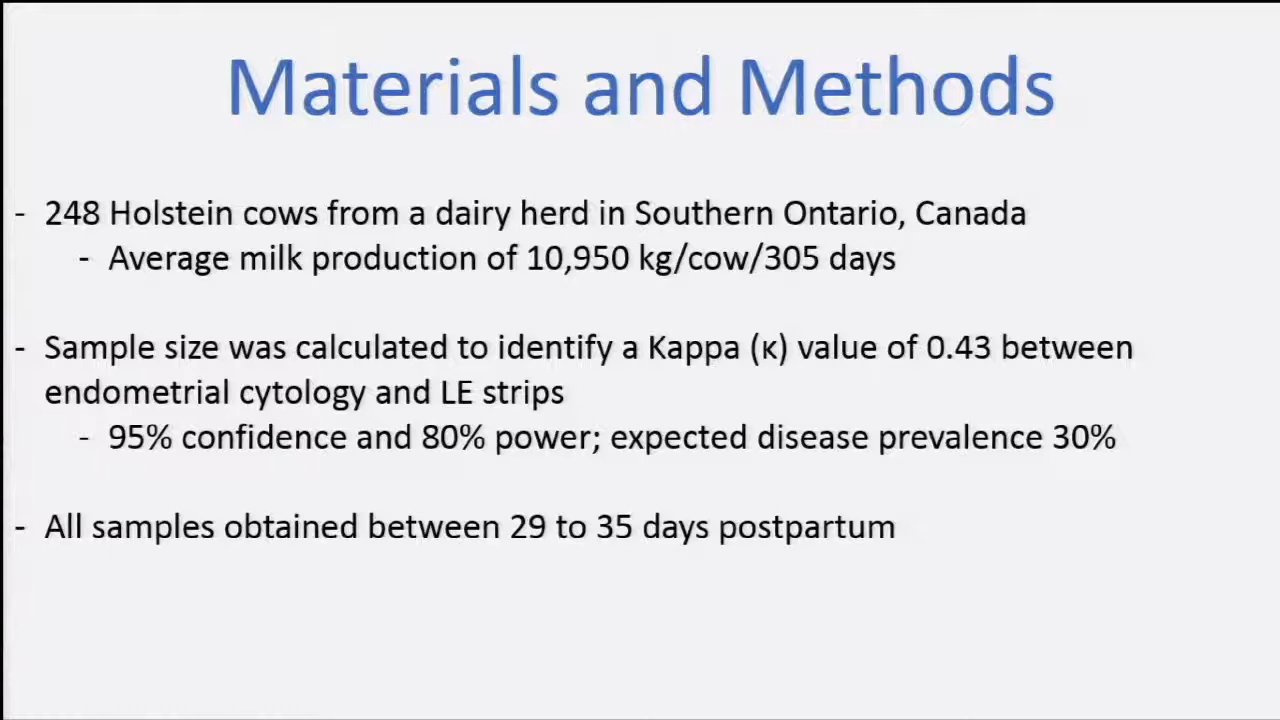 Materials and Methods
- 248 Holstein cows from a dairy herd in Southern Ontario, Canada
- Average milk production of 10,950 kg/cow/305 days
- Sample size was calculated to identify a Kappa (κ) value of 0.43 between
endometrial cytology and LE strips
- 95% confidence and 80% power; expected disease prevalence 30%
- All samples obtained between 29 to 35 days postpartum